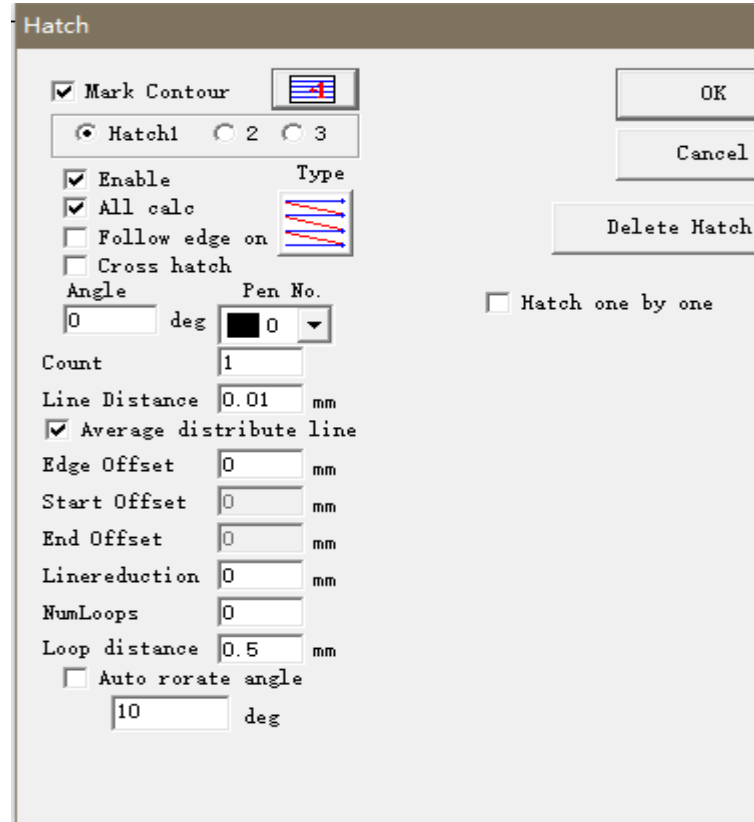 Hatch
Mark Contour
OK
Hatch1 2 3
Cancel
Enable Type
All calc
Follow edge on
Delete Hatch
Cross hatch
Angle Pen No.
Hatch one by one
0 deg 0
Count 1
Line Distance 0.01 mm
Average distribute line
Edge Offset 0 mm
Start Offset 0 mm
End Offset 0 mm
Linereduction 0 mm
NumLoops 0
Loop distance 0.5 mm
Auto rorate angle
10 deg